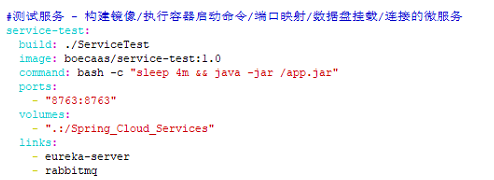 #测试服务 - 构建镜像/执行容器启动命令/端口映射/数据盘挂载/连接的微服务
service-test:
  build: ./ServiceTest
  image: boecaas/service-test:1.0
  command: bash -c "sleep 4m && java -jar /app.jar"
  ports:
    - "8763:8763"
  volumes:
    - ".:/Spring_Cloud_Services"
  links:
    - eureka-server
    - rabbitmq